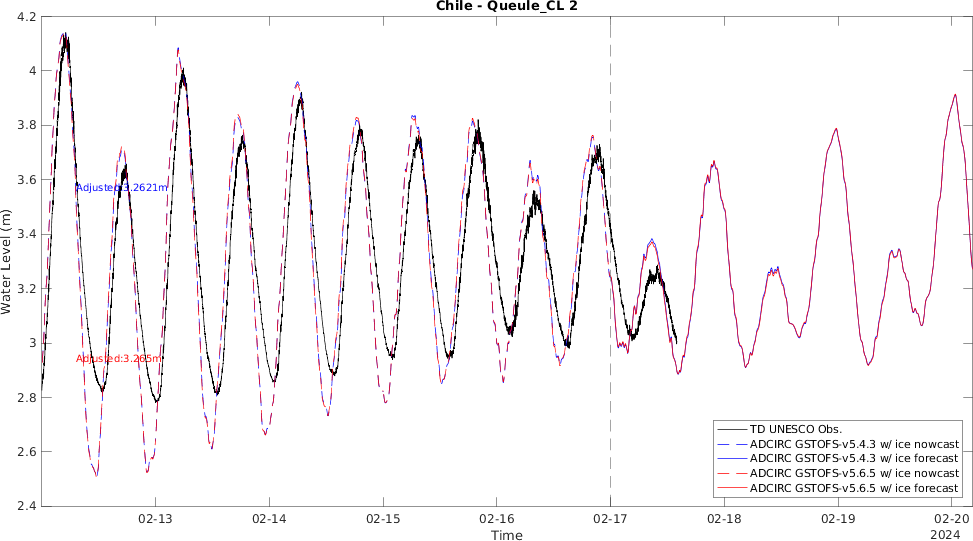 Chile - Queule_CL 2
Water Level (m)
4.2
4
3.8
3.6
3.4
3.2
3
2.8
2.6
2.4
Adjusted:3.2621m
Adjusted:3.265m
TD UNESCO Obs.
ADCIRC GSTOFS-v5.4.3 w/ ice nowcast
ADCIRC GSTOFS-v5.4.3 w/ ice forecast
ADCIRC GSTOFS-v5.6.5 w/ ice nowcast
ADCIRC GSTOFS-v5.6.5 w/ ice forecast
02-13
02-14
02-15
02-16
02-17
02-18
02-19
02-20
Time
2024